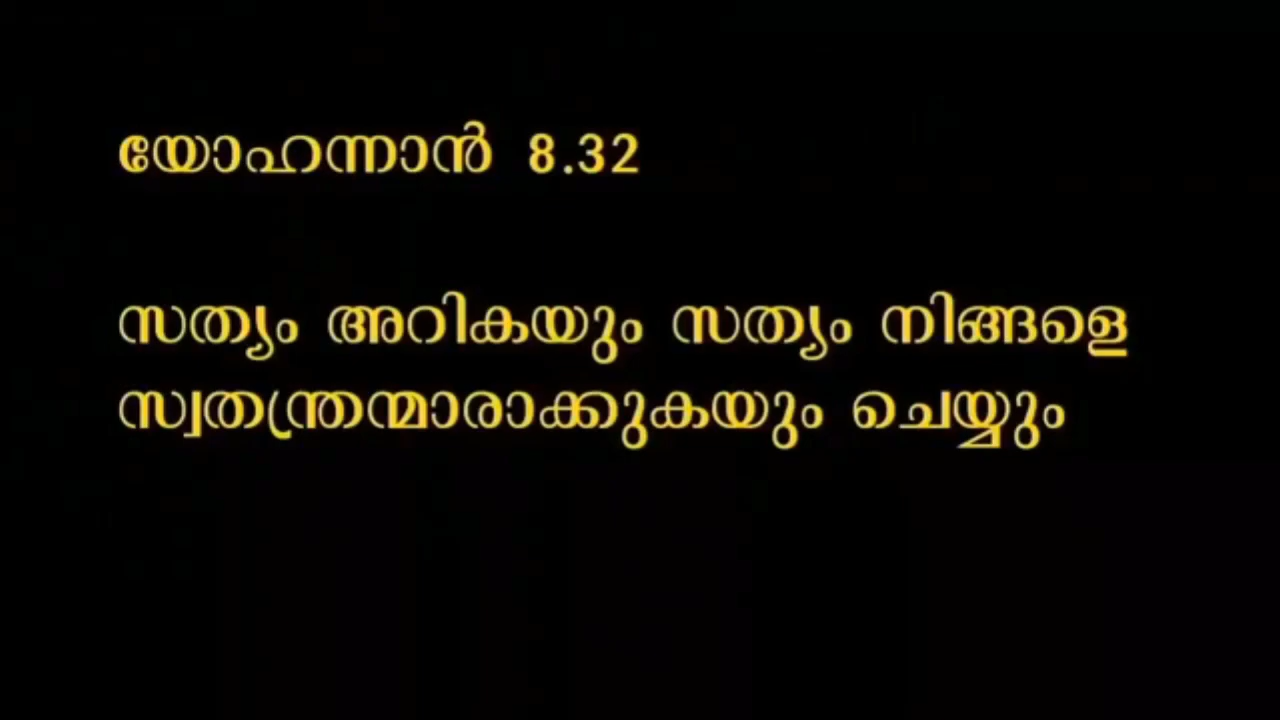 യോഹന്നാൻ 8.32
സത്യം അറികയും സത്യം നിങ്ങളെ
സ്വതന്ത്രന്മാരാക്കുകയും ചെയ്യും